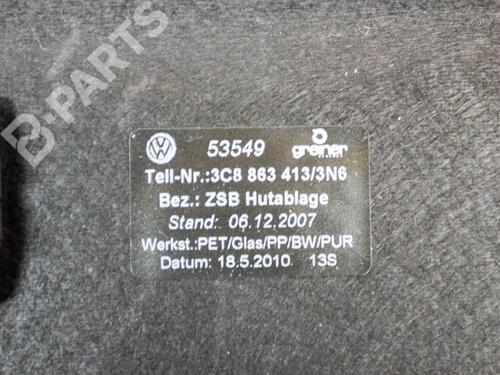 B-PARTS
53549 greiner
Teil-Nr.:3C8 863 413/3N6
Bez.: ZSB Hutablage
Stand: 06.12.2007
Werkst.:PET/Glas/PP/BW/PUR
Datum: 18.5.2010 13S